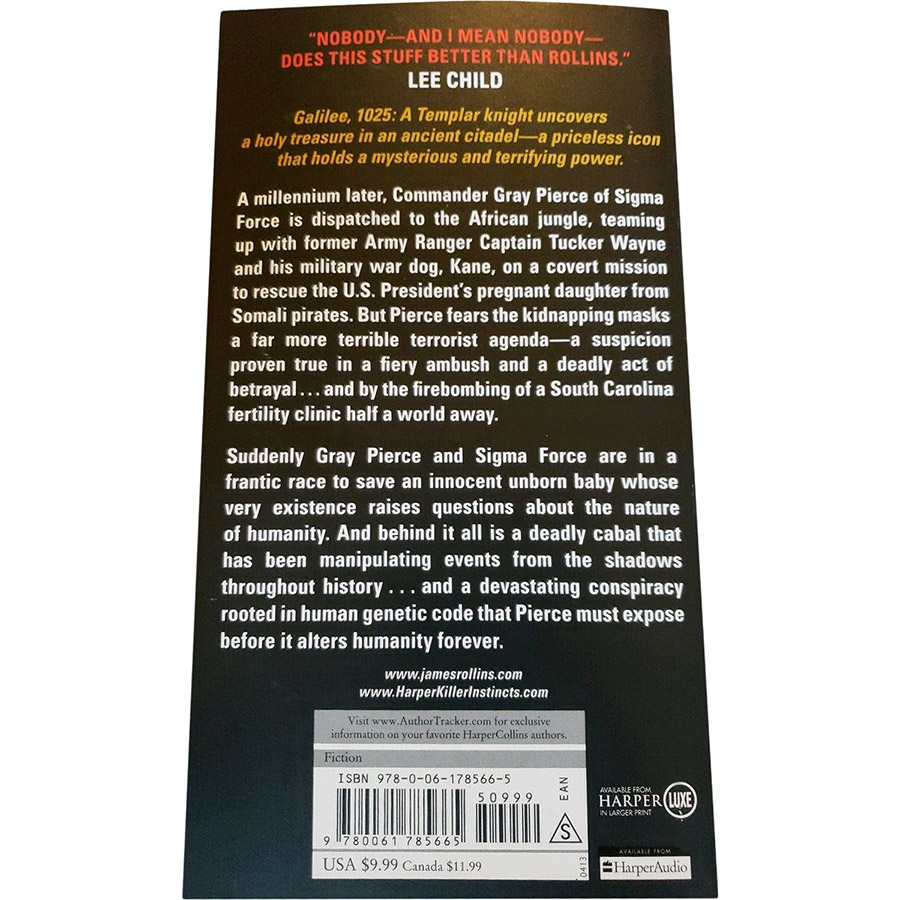 "NOBODY—AND I MEAN NOBODY—
DOES THIS STUFF BETTER THAN ROLLINS."
LEE CHILD
Galilee, 1025: A Templar knight uncovers
a holy treasure in an ancient citadel—a priceless icon
that holds a mysterious and terrifying power.
A millennium later, Commander Gray Pierce of Sigma
Force is dispatched to the African jungle, teaming
up with former Army Ranger Captain Tucker Wayne
and his military war dog, Kane, on a covert mission
to rescue the U.S. President's pregnant daughter from
Somali pirates. But Pierce fears the kidnapping masks
a far more terrible terrorist agenda—a suspicion
proven true in a fiery ambush and a deadly act of
betrayal . . . and by the firebombing of a South Carolina
fertility clinic half a world away.
Suddenly Gray Pierce and Sigma Force are in a
frantic race to save an innocent unborn baby whose
very existence raises questions about the nature
of humanity. And behind it all is a deadly cabal that
has been manipulating events from the shadows
throughout history . . . and a devastating conspiracy
rooted in human genetic code that Pierce must expose
before it alters humanity forever.
www.jamesrollins.com
www.HarperKillerInstincts.com
Visit www.AuthorTracker.com for exclusive
information on your favorite HarperCollins authors.
Fiction
ISBN 978-0-06-178566-5
50999
EAN
S
9 780061 785665
USA $9.99 Canada $11.99
0413
AVAILABLE FROM
HARPER LUXE
IN LARGER PRINT
AVAILABLE FROM
HarperAudio